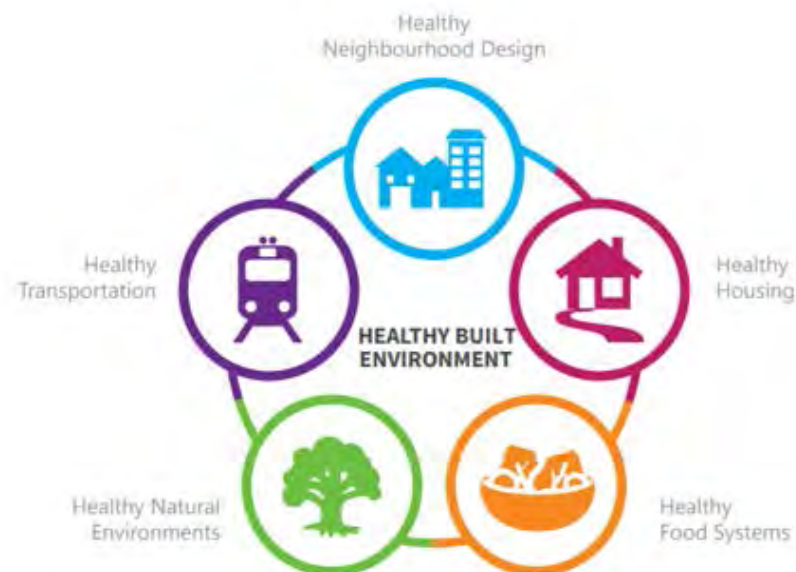 Healthy
Neighbourhood Design
Healthy
Transportation
Healthy
Housing
HEALTHY BUILT
ENVIRONMENT
Healthy Natural
Environments
Healthy
Food Systems